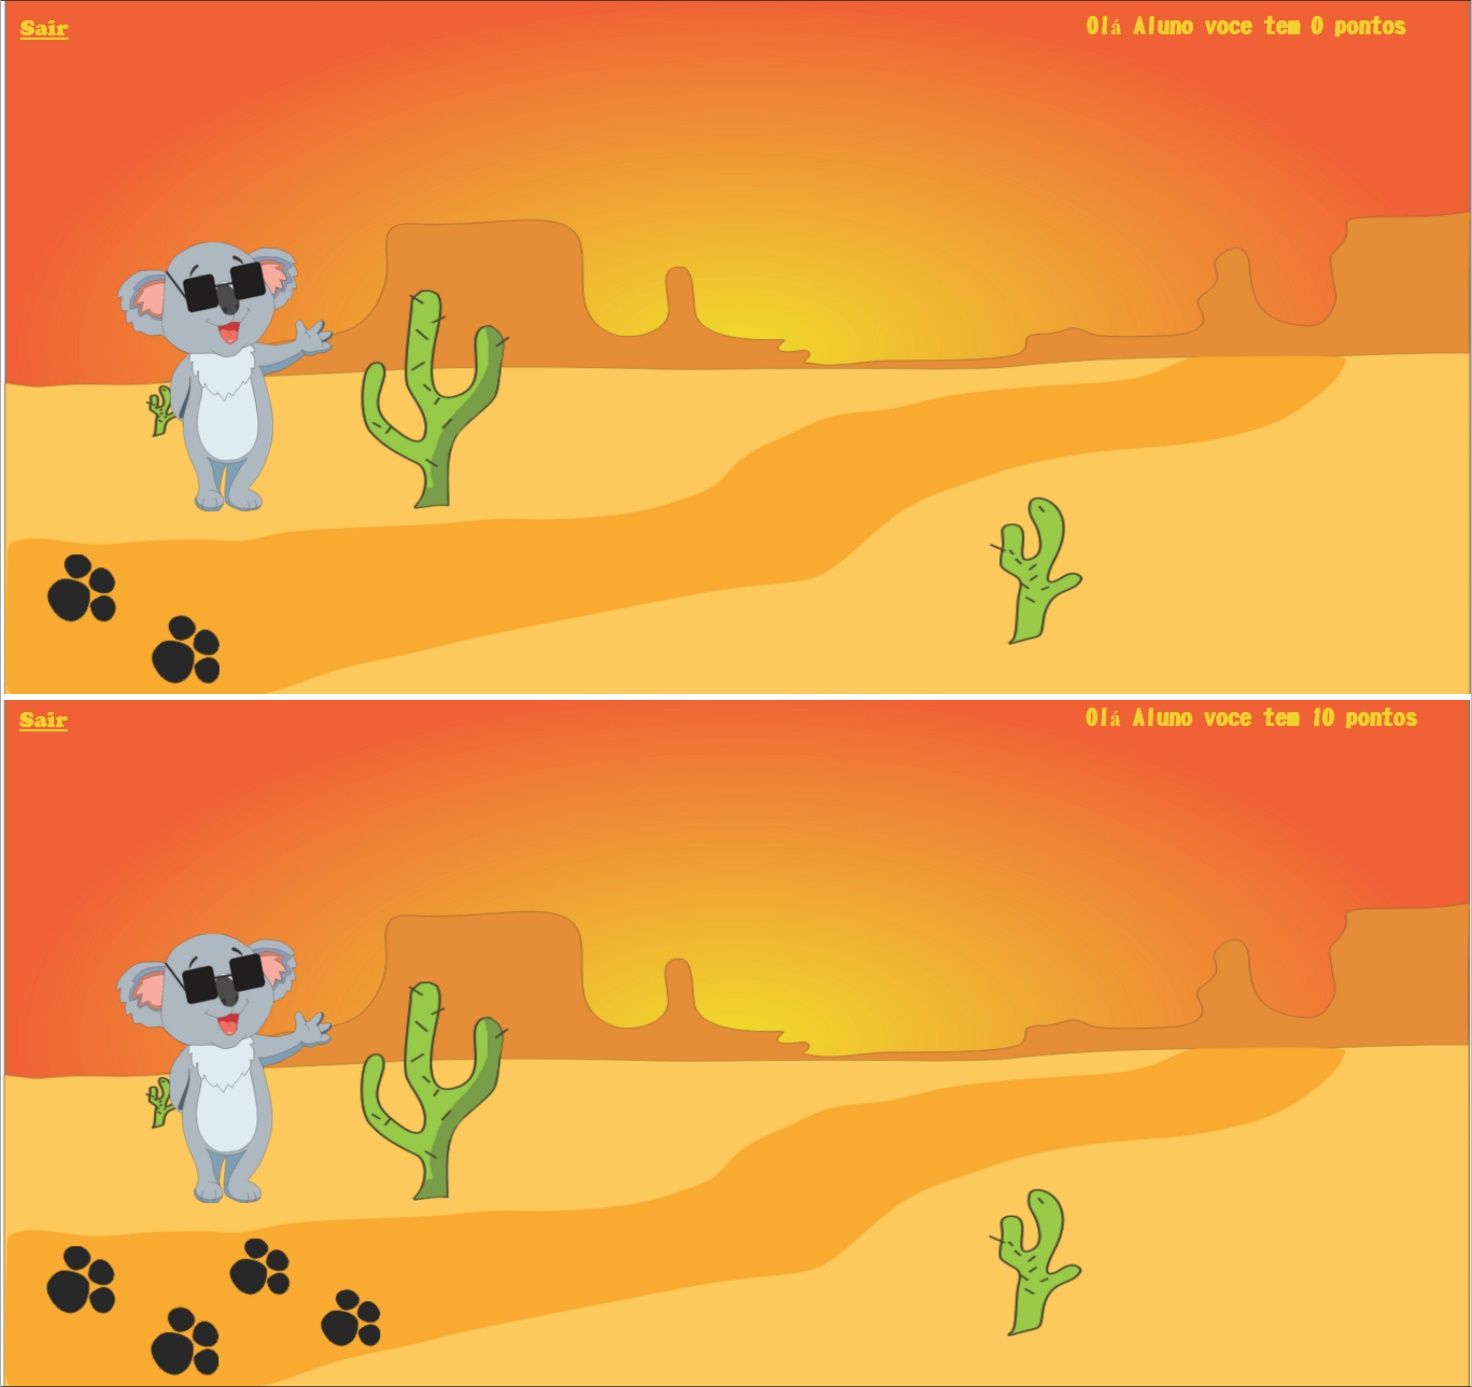 Sair
Olá Aluno voce tem 0 pontos
Sair
Olá Aluno voce tem 10 pontos